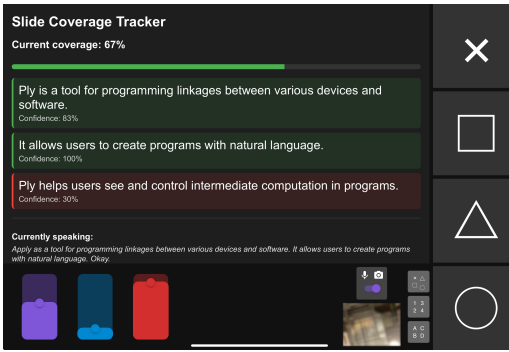 Slide Coverage Tracker
Current coverage: 67%
Ply is a tool for programming linkages between various devices and
software.
Confidence: 83%
It allows users to create programs with natural language.
Confidence: 100%
Ply helps users see and control intermediate computation in programs.
Confidence: 30%
Currently speaking:
Apply as a tool for programming linkages between various devices and software. It allows users to create programs
with natural language. Okay.
1 3
2 4
A C
B D